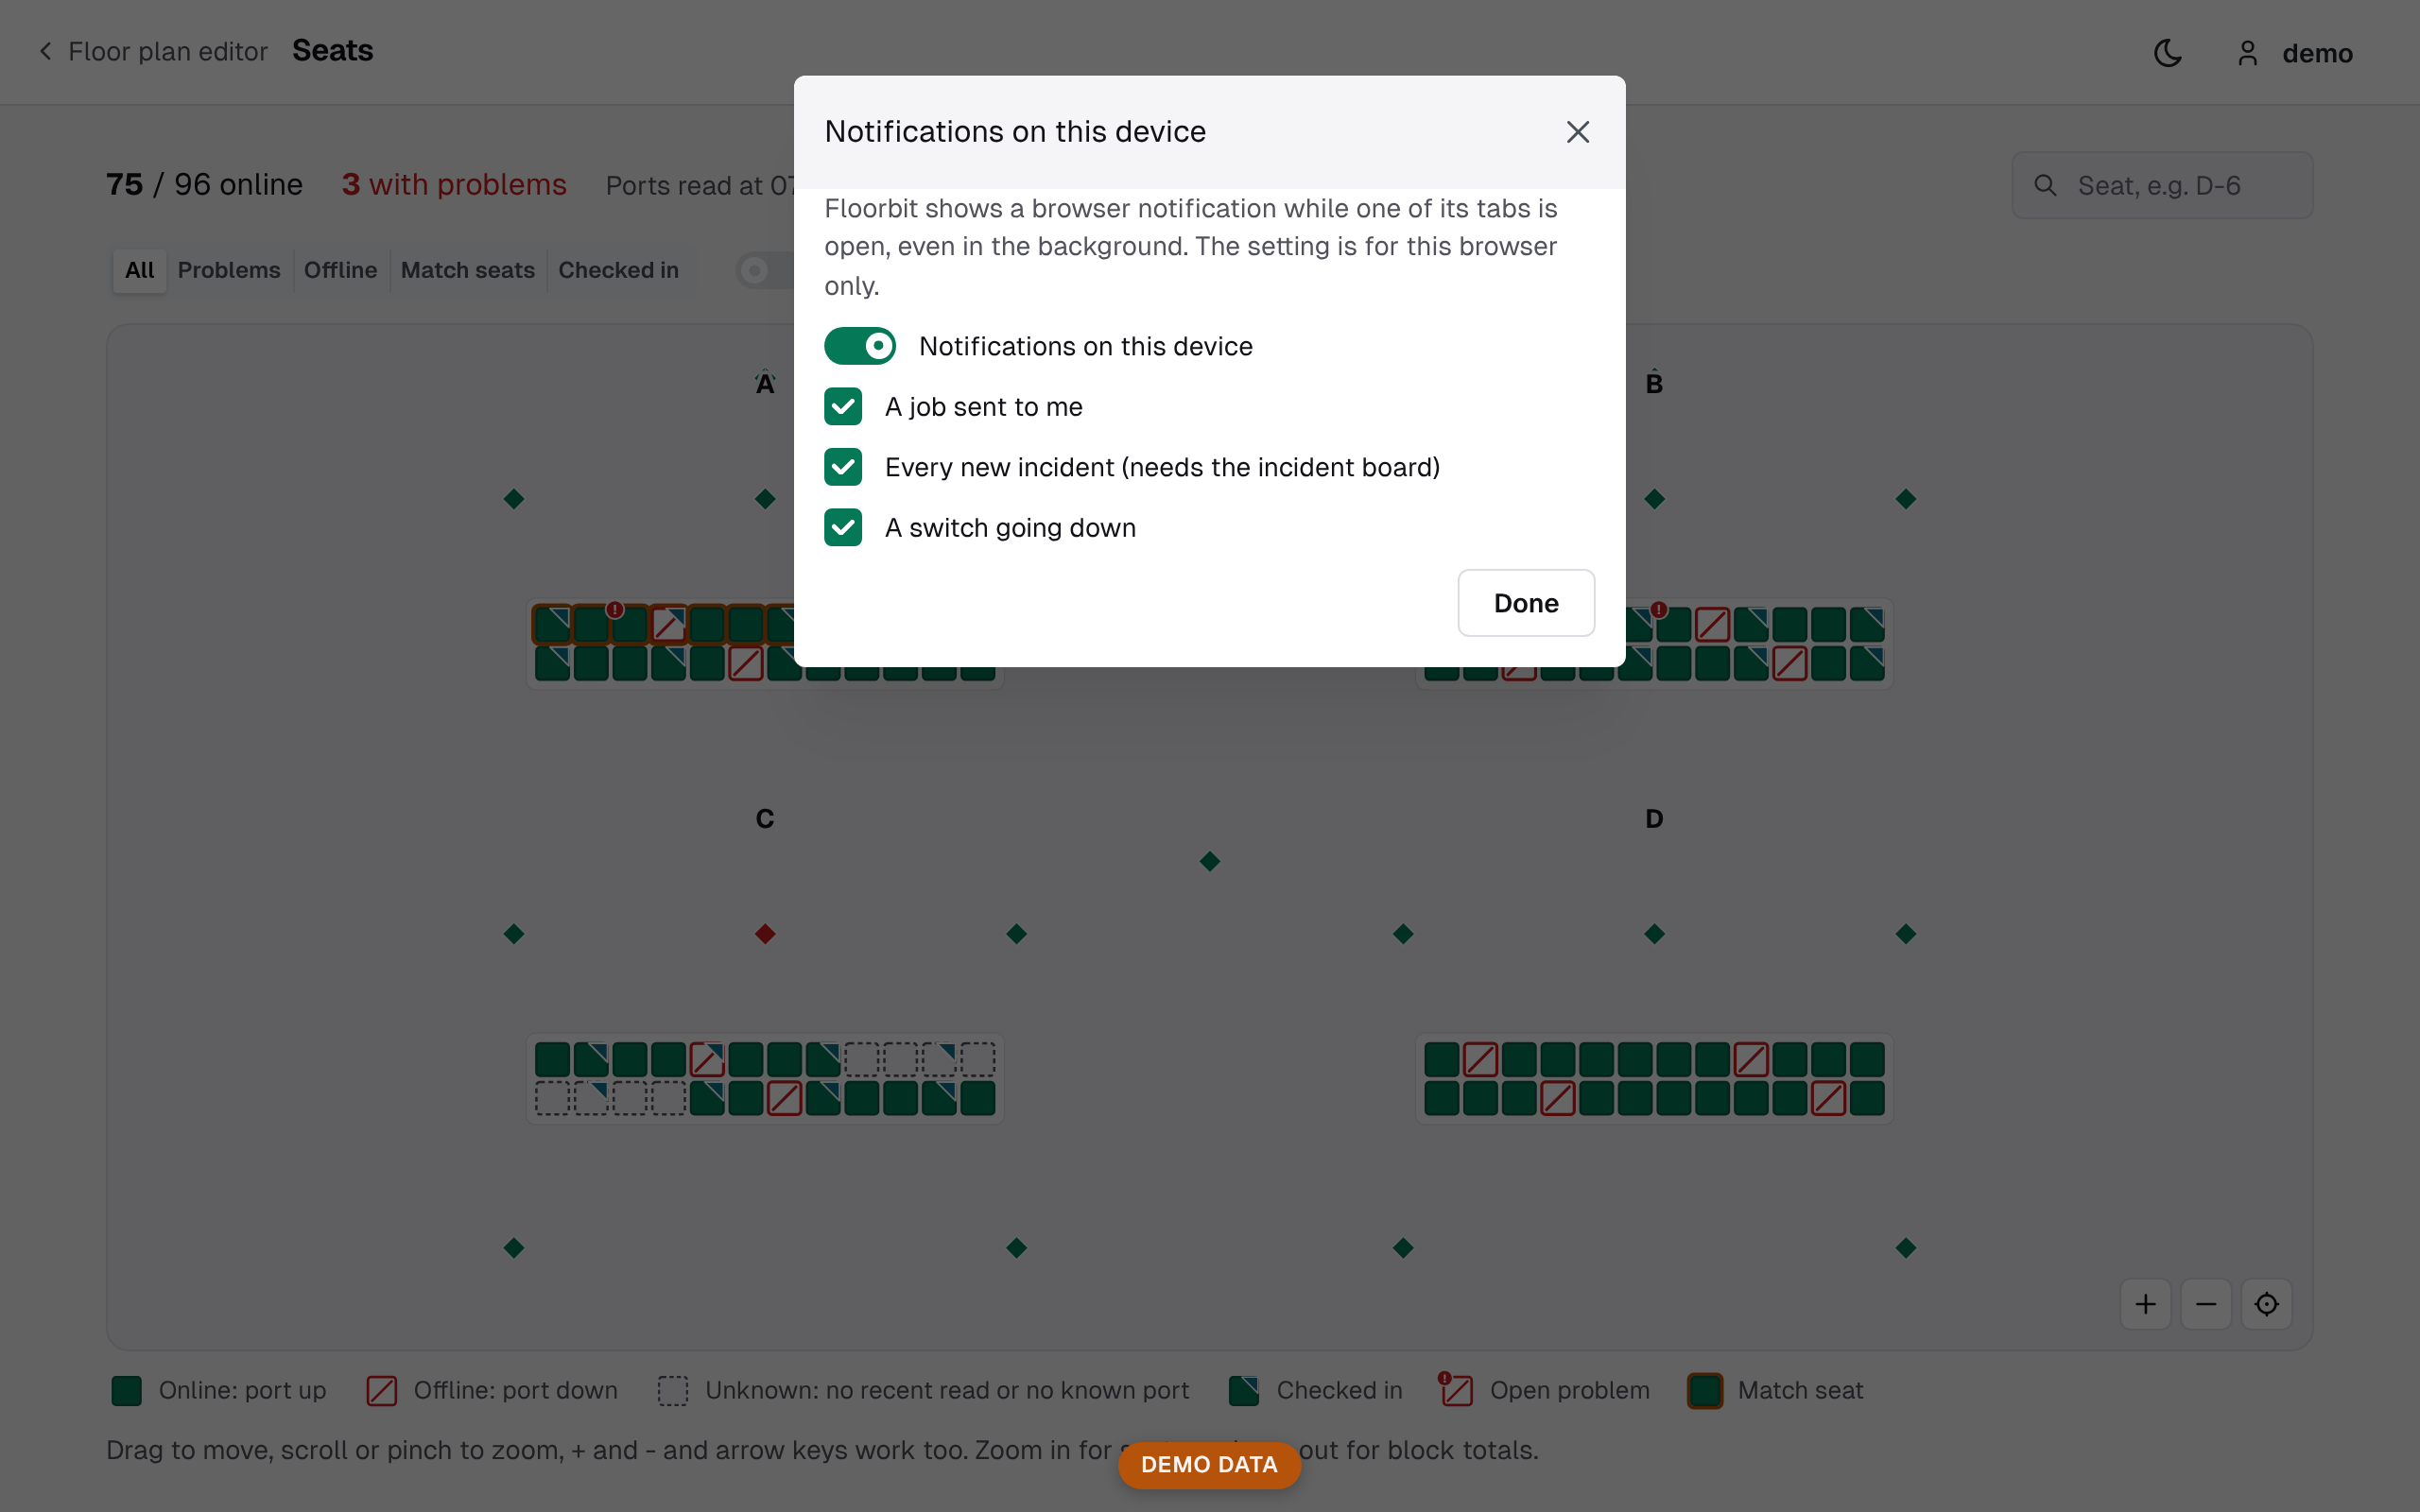 Floor plan editor Seats demo
Notifications on this device
75 / 96 online 3 with problems Ports read at 07 Seat, e.g. D-6
Floorbit shows a browser notification while one of its tabs is
open, even in the background. The setting is for this browser
only.
All Problems Offline Match seats Checked in
Notifications on this device
A B
A job sent to me
Every new incident (needs the incident board)
A switch going down
Done
C D
Online: port up Offline: port down Unknown: no recent read or no known port Checked in Open problem Match seat
Drag to move, scroll or pinch to zoom, + and - and arrow keys work too. Zoom in for out for block totals.
DEMO DATA